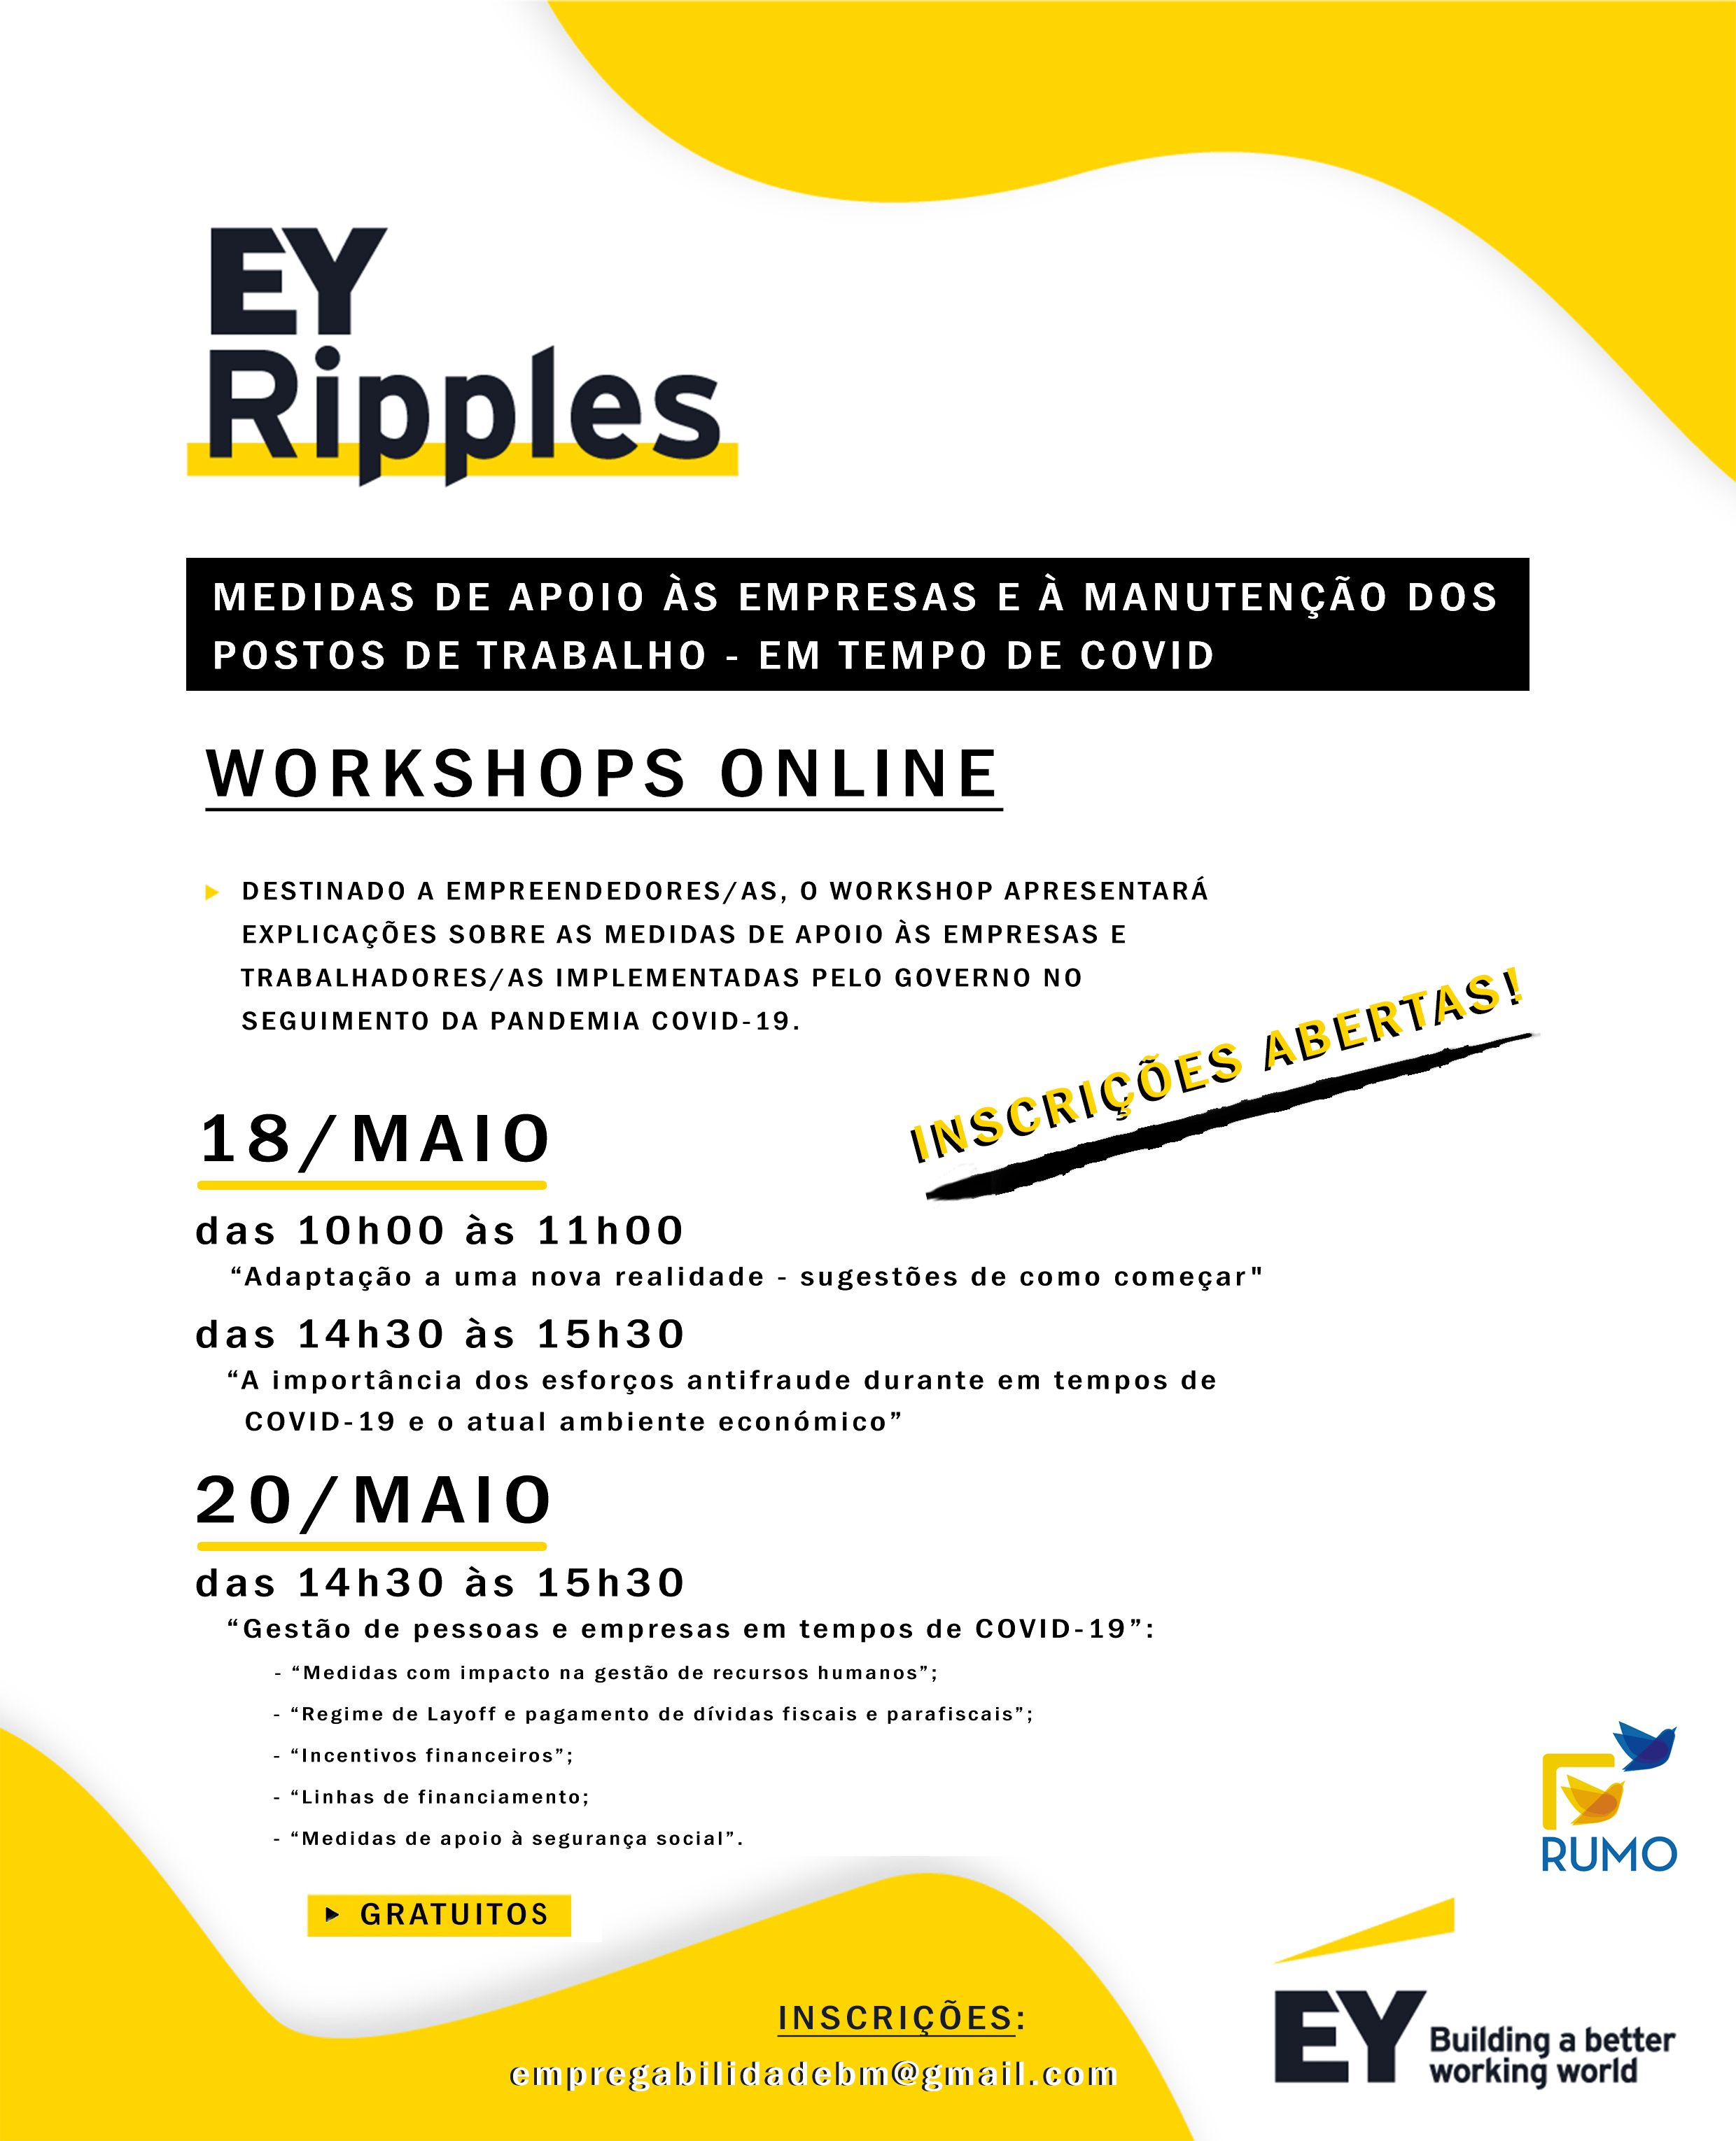 EY
Ripples
MEDIDAS DE APOIO ÀS EMPRESAS E À MANUTENÇÃO DOS
POSTOS DE TRABALHO - EM TEMPO DE COVID
WORKSHOPS ONLINE
DESTINADO A EMPREENDEDORES/AS, O WORKSHOP APRESENTARÁ
EXPLICAÇÕES SOBRE AS MEDIDAS DE APOIO ÀS EMPRESAS E
TRABALHADORES/AS IMPLEMENTADAS PELO GOVERNO NO
SEGUIMENTO DA PANDEMIA COVID-19.
INSCRIÇÕES ABERTAS!
18/MAIO
das 10h00 às 11h00
“Adaptação a uma nova realidade - sugestões de como começar"
das 14h30 às 15h30
“A importância dos esforços antifraude durante em tempos de
COVID-19 e o atual ambiente económico”
20/MAIO
das 14h30 às 15h30
“Gestão de pessoas e empresas em tempos de COVID-19”:
- “Medidas com impacto na gestão de recursos humanos”;
- “Regime de Layoff e pagamento de dívidas fiscais e parafiscais”;
- “Incentivos financeiros”;
- “Linhas de financiamento;
- “Medidas de apoio à segurança social”.
RUMO
GRATUITOS
INSCRIÇÕES:
empregabilidadebm@gmail.com
EY
Building a better
working world